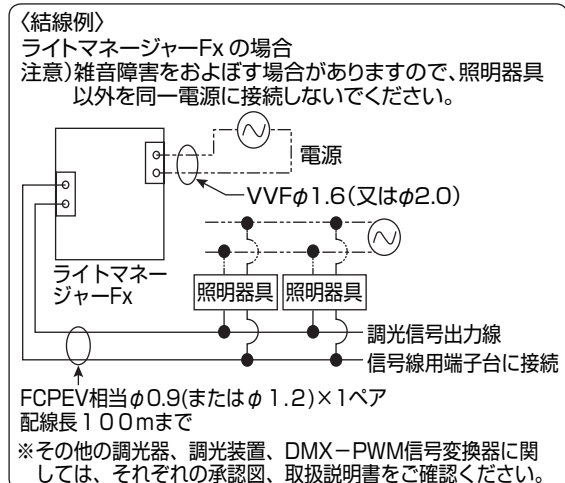 〈結線例〉
ライトマネージャーFx の場合
注意)雑音障害をおよぼす場合がありますので、照明器具
以外を同一電源に接続しないでください。
電源
VVFφ1.6(又はφ2.0)
ライトマネー
ジャーFx
照明器具
照明器具
調光信号出力線
信号線用端子台に接続
FCPEV相当φ0.9(またはφ1.2)×1ペア
配線長100mまで
※その他の調光器、調光装置、DMX－PWM信号変換器に関
しては、それぞれの承認図、取扱説明書をご確認ください。